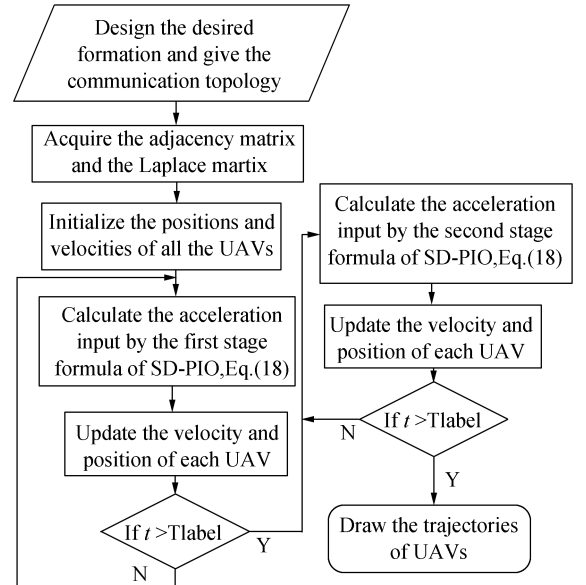 Design the desired
formation and give the
communication topology
Acquire the adjacency matrix
and the Laplace martix
Initialize the positions and
velocities of all the UAVs
Calculate the acceleration
input by the first stage
formula of SD-PIO,Eq.(18)
Update the velocity and
position of each UAV
If t >Tlabel
Y
N
Calculate the acceleration
input by the second stage
formula of SD-PIO,Eq.(18)
Update the velocity and
position of each UAV
If t >Tlabel
N
Y
Draw the trajectories
of UAVs